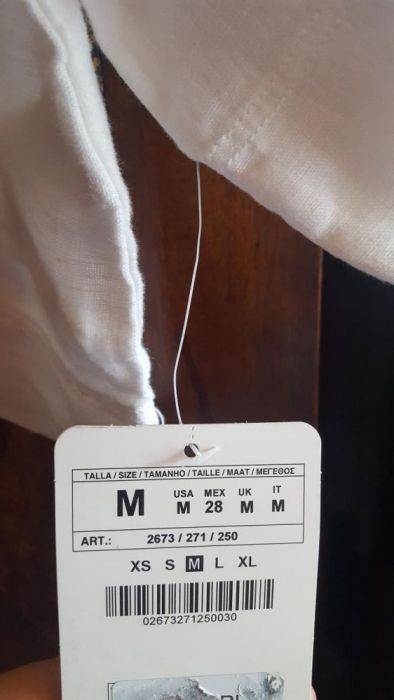 TALLA / SIZE / TAMANHO / TAILLE / MAAT / ΜΕΓΕΘΟΣ
M
USA MEX UK IT
M 28 M M
ART.: 2673 / 271 / 250
XS S M L XL
02673271250030